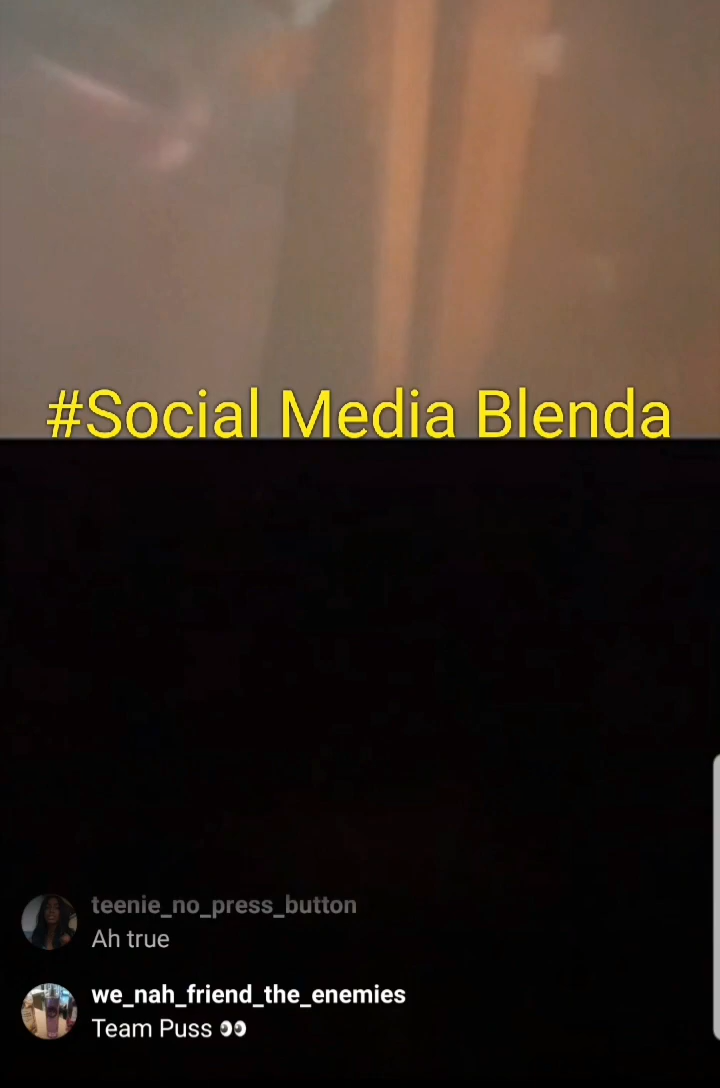 #Social Media Blenda
teenie_no_press_button
Ah true
we_nah_friend_the_enemies
Team Puss 👀